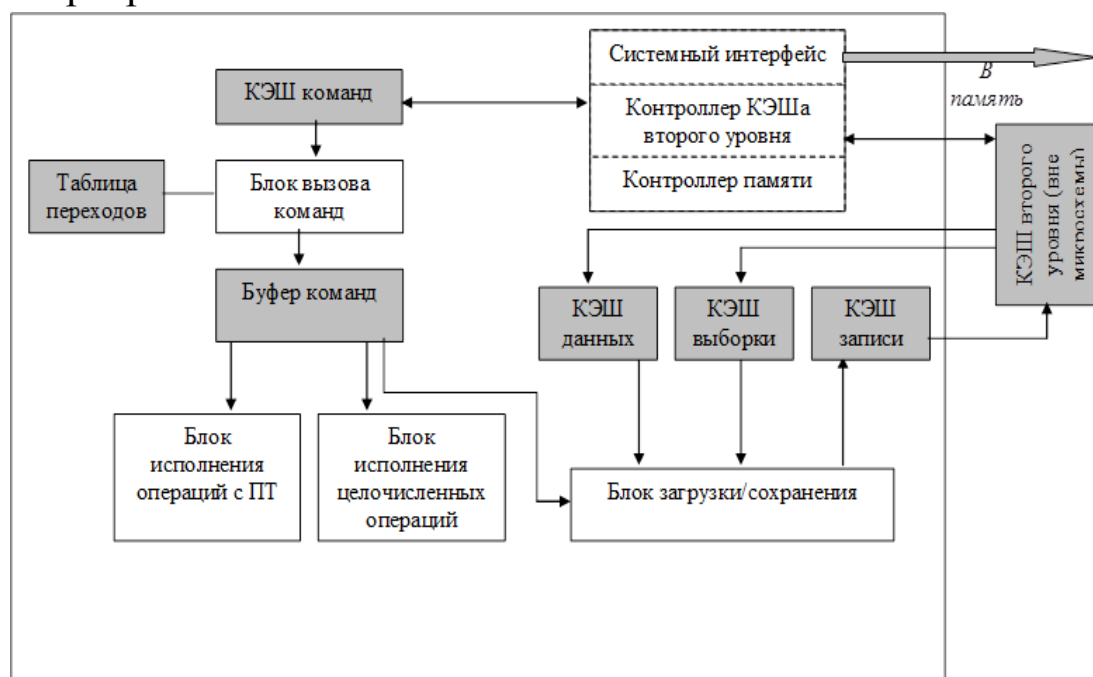 Системный интерфейс
В
память
КЭШ команд
Контроллер КЭШа
второго уровня
Контроллер памяти
Таблица
переходов
Блок вызова
команд
КЭШ второго
уровня (вне
микросхемы)
Буфер команд
КЭШ
данных
КЭШ
выборки
КЭШ
записи
Блок
исполнения
операций с ПТ
Блок
исполнения
целочисленных
операций
Блок загрузки/сохранения